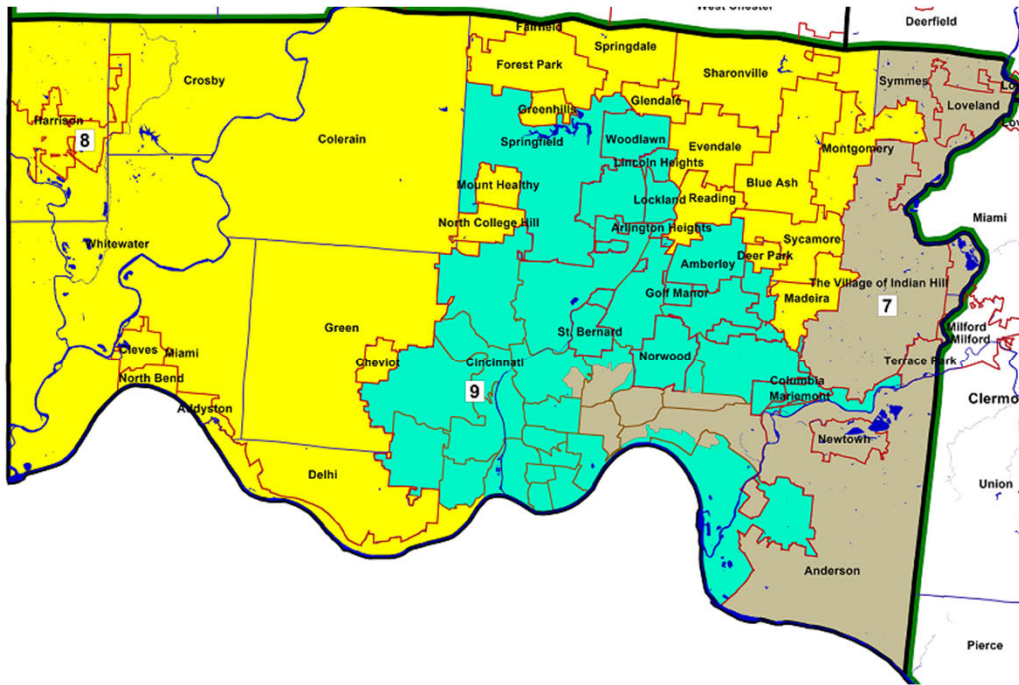 West Chester
Deerfield
Fairfield
Springdale
Forest Park
Sharonville
Symmes
Loveland
Crosby
Harrison
8
Colerain
Greenhills
Glendale
Springfield
Woodlawn
Evendale
Montgomery
Lincoln Heights
Mount Healthy
Lockland
Reading
Blue Ash
North College Hill
Arlington Heights
Sycamore
Miami
Whitewater
Amberley
Deer Park
The Village of Indian Hill
Golf Manor
Madeira
7
Green
St. Bernard
Milford
Milford
Cleves
Miami
Cheviot
Cincinnati
Norwood
Terrace Park
North Bend
9
Columbia
Mariemont
Clermo
Addyston
Newtown
Delhi
Union
Anderson
Pierce